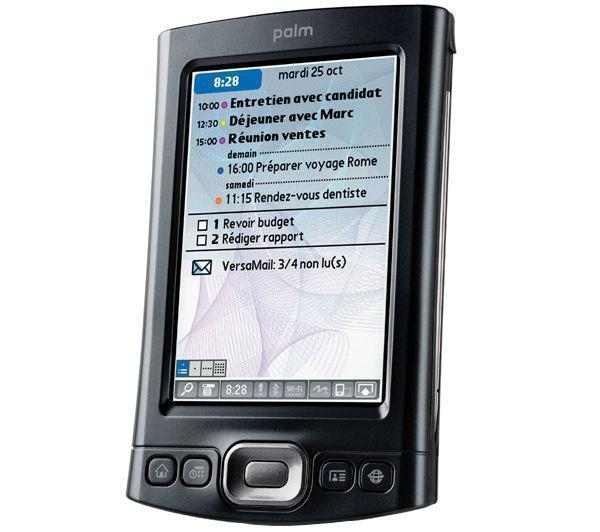 palm
8:28 mardi 25 oct
10:00 Entretien avec candidat
12:30 Déjeuner avec Marc
15:00 Réunion ventes
demain
16:00 Préparer voyage Rome
samedi
11:15 Rendez-vous dentiste
1 Revoir budget
2 Rédiger rapport
VersaMail: 3/4 non lu(s)
8:28 Wi-Fi